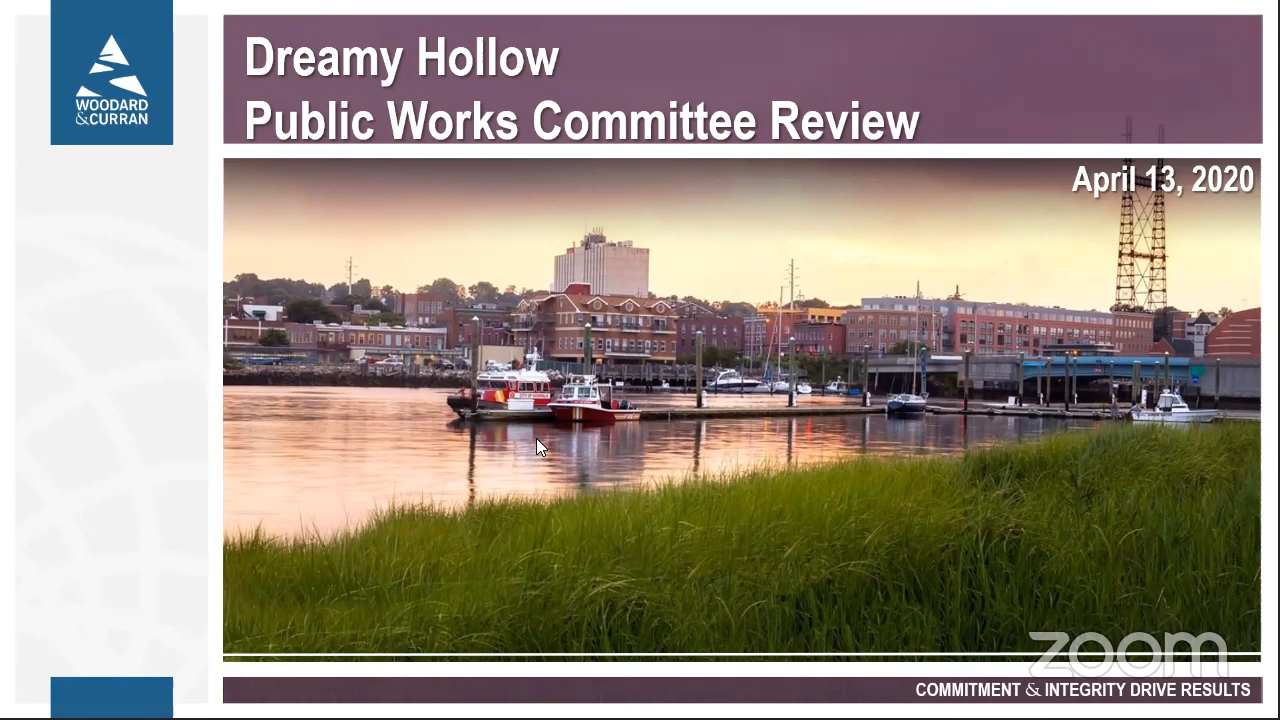 WOODARD
&CURRAN
Dreamy Hollow
Public Works Committee Review
April 13, 2020
zoom
COMMITMENT & INTEGRITY DRIVE RESULTS